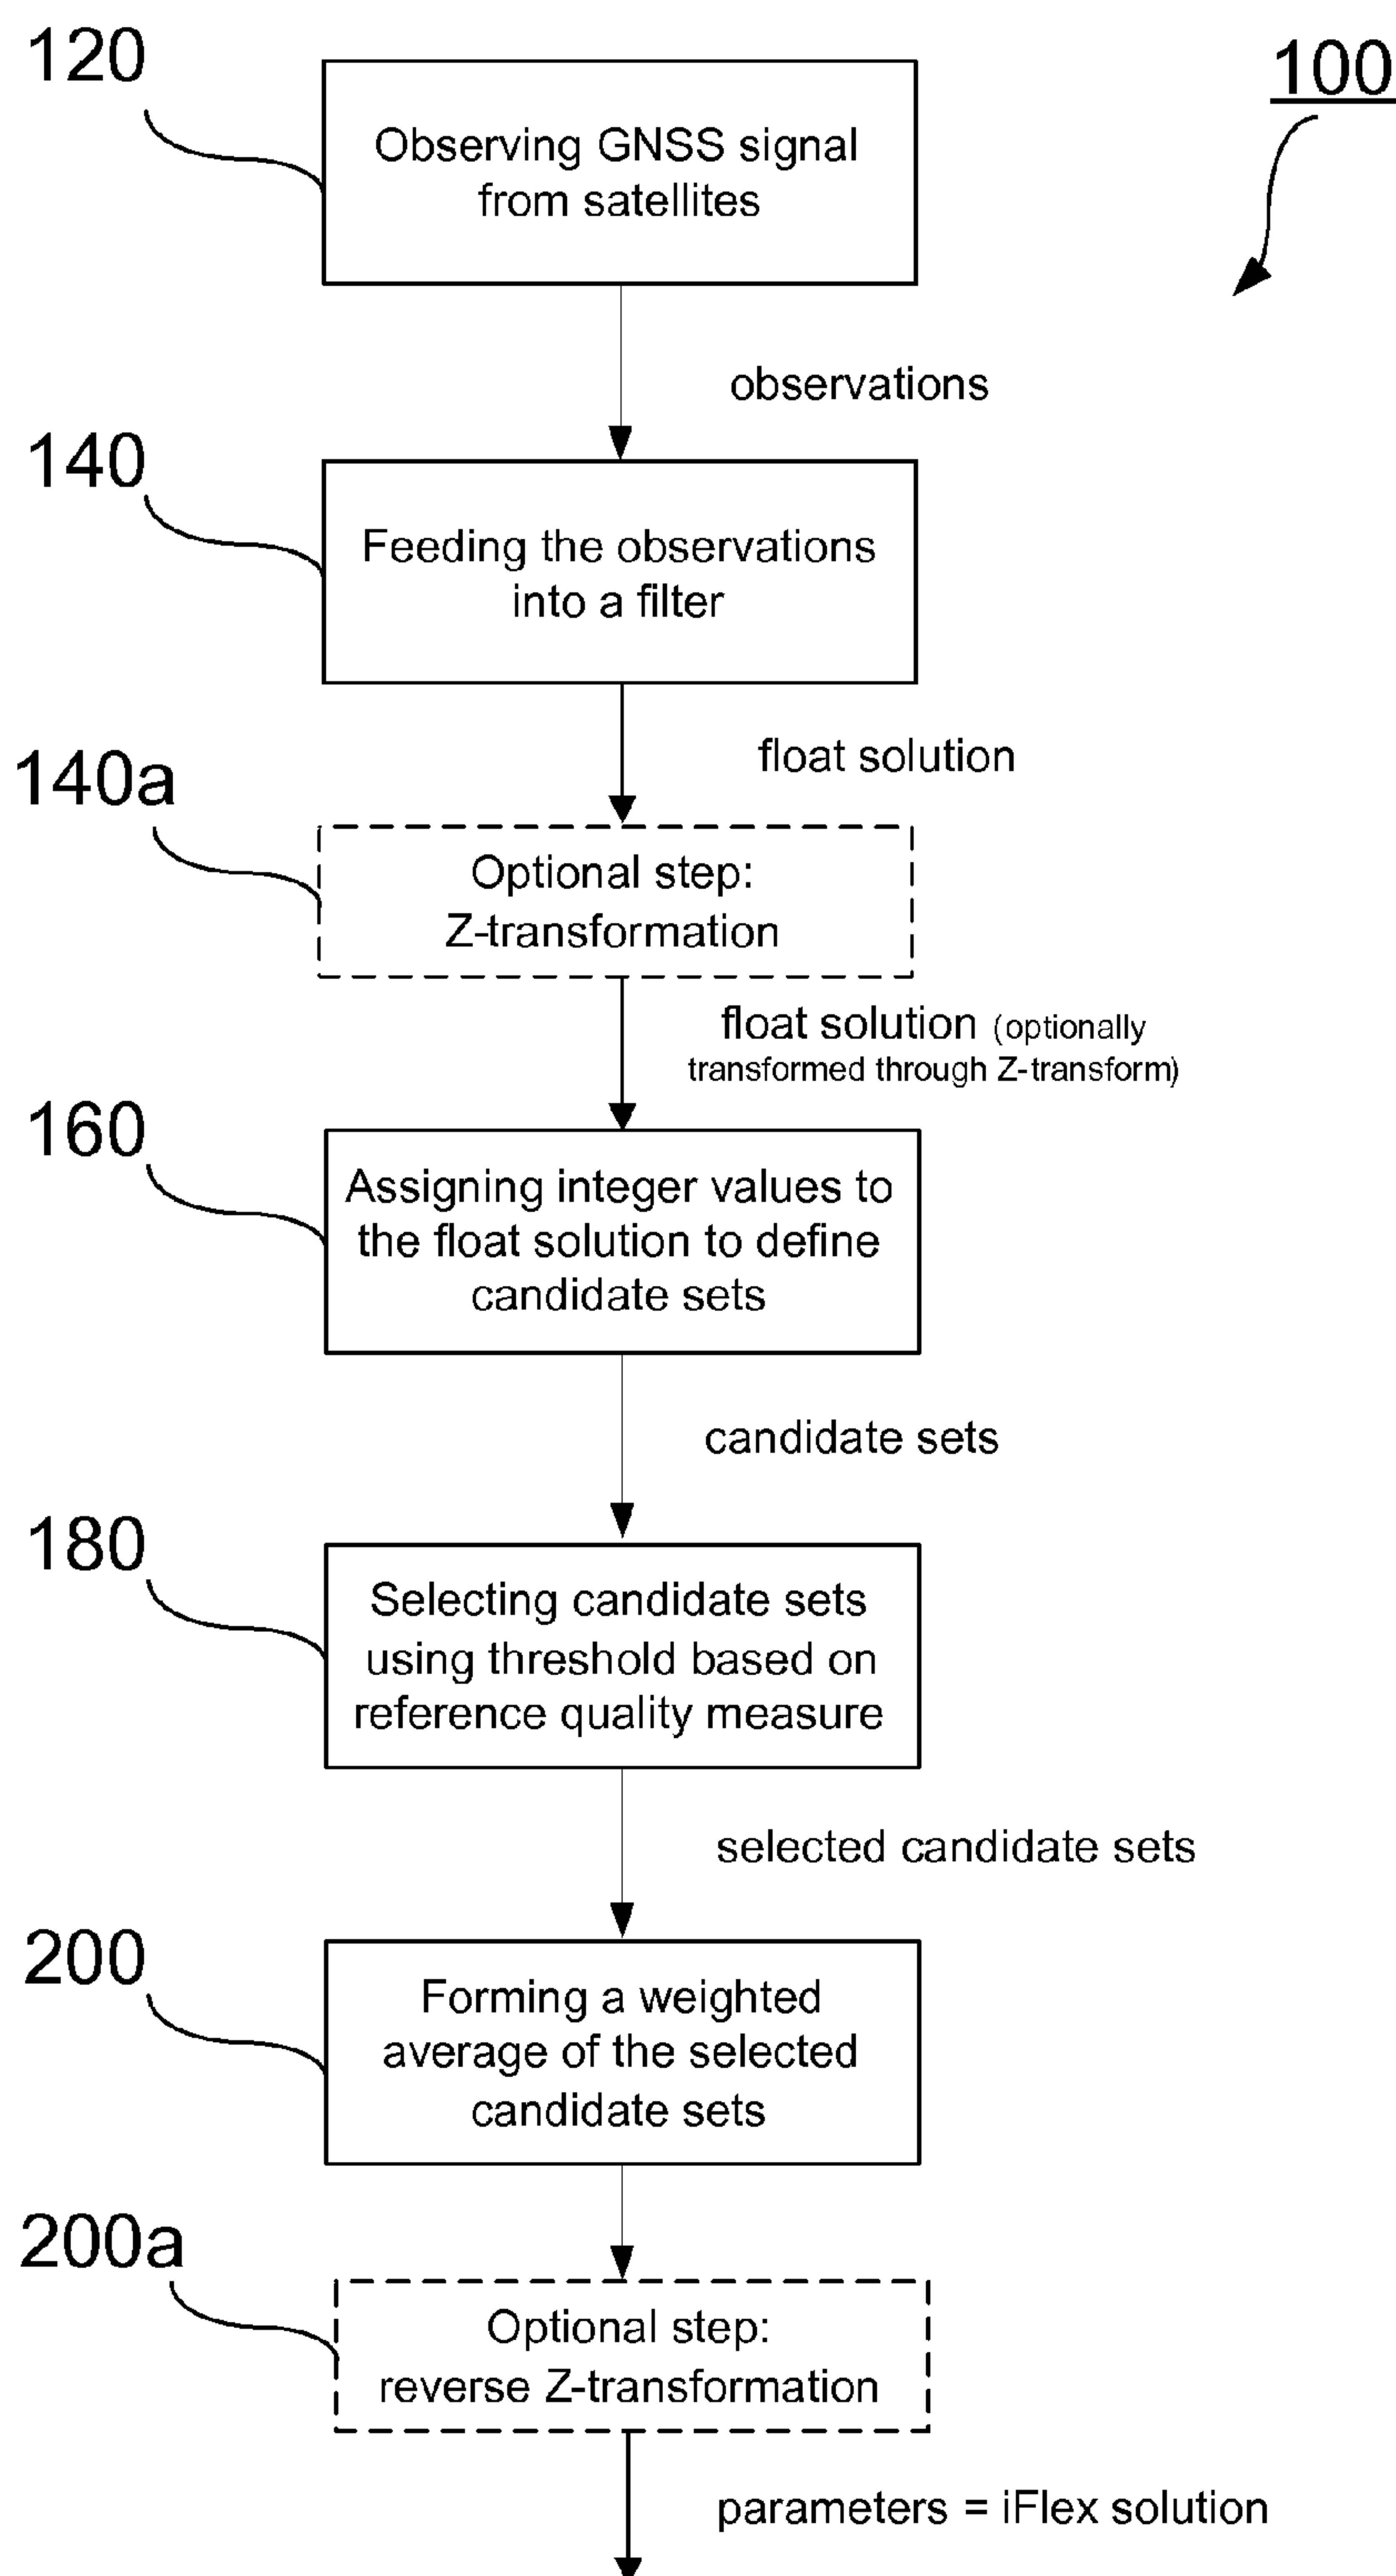 120
100
Observing GNSS signal
from satellites
observations
140
Feeding the observations
into a filter
float solution
140a
Optional step:
Z-transformation
float solution (optionally
transformed through Z-transform)
160
Assigning integer values to
the float solution to define
candidate sets
candidate sets
180
Selecting candidate sets
using threshold based on
reference quality measure
selected candidate sets
200
Forming a weighted
average of the selected
candidate sets
200a
Optional step:
reverse Z-transformation
parameters = iFlex solution